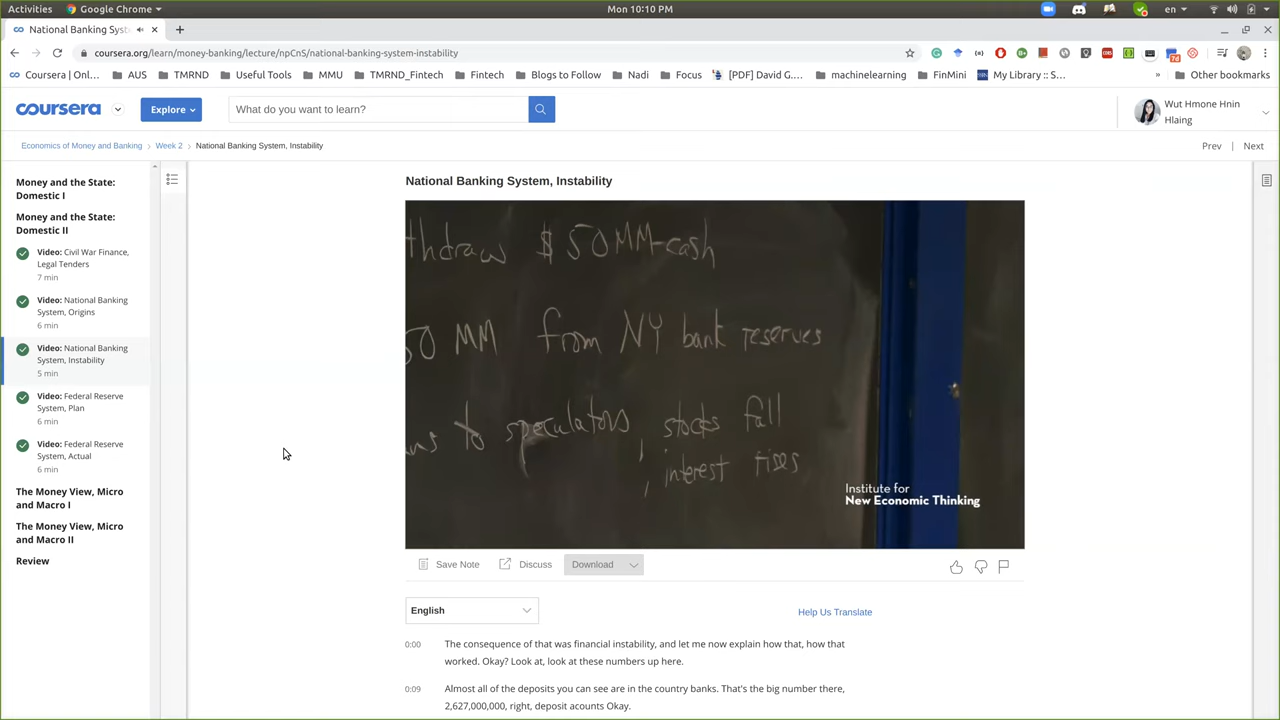 Activities
Google Chrome
Mon 10:10 PM
en
National Banking Syst
coursera.org/learn/money-banking/lecture/npCnS/national-banking-system-instability
7d
Coursera | Onl…
AUS
TMRND
Useful Tools
MMU
TMRND_Fintech
Fintech
Blogs to Follow
Nadi
Focus
[PDF] David G.…
machinelearning
FinMini
My Library :: S…
»
Other bookmarks
coursera
Explore
What do you want to learn?
Wut Hmone Hnin
Hlaing
Economics of Money and Banking > Week 2 > National Banking System, Instability
Prev | Next
Money and the State:
Domestic I
Money and the State:
Domestic II
Video: Civil War Finance,
Legal Tenders
7 min
Video: National Banking
System, Origins
6 min
Video: National Banking
System, Instability
5 min
Video: Federal Reserve
System, Plan
6 min
Video: Federal Reserve
System, Actual
6 min
The Money View, Micro
and Macro I
The Money View, Micro
and Macro II
Review
National Banking System, Instability
thdraw $50MM-cash
50 MM from NY bank reserves
ans to speculators, stocks fall
, interest rises
Institute for
New Economic Thinking
Save Note
Discuss
Download
English
Help Us Translate
0:00
The consequence of that was financial instability, and let me now explain how that, how that
worked. Okay? Look at, look at these numbers up here.
0:09
Almost all of the deposits you can see are in the country banks. That's the big number there,
2,627,000,000, right, deposit acounts Okay.